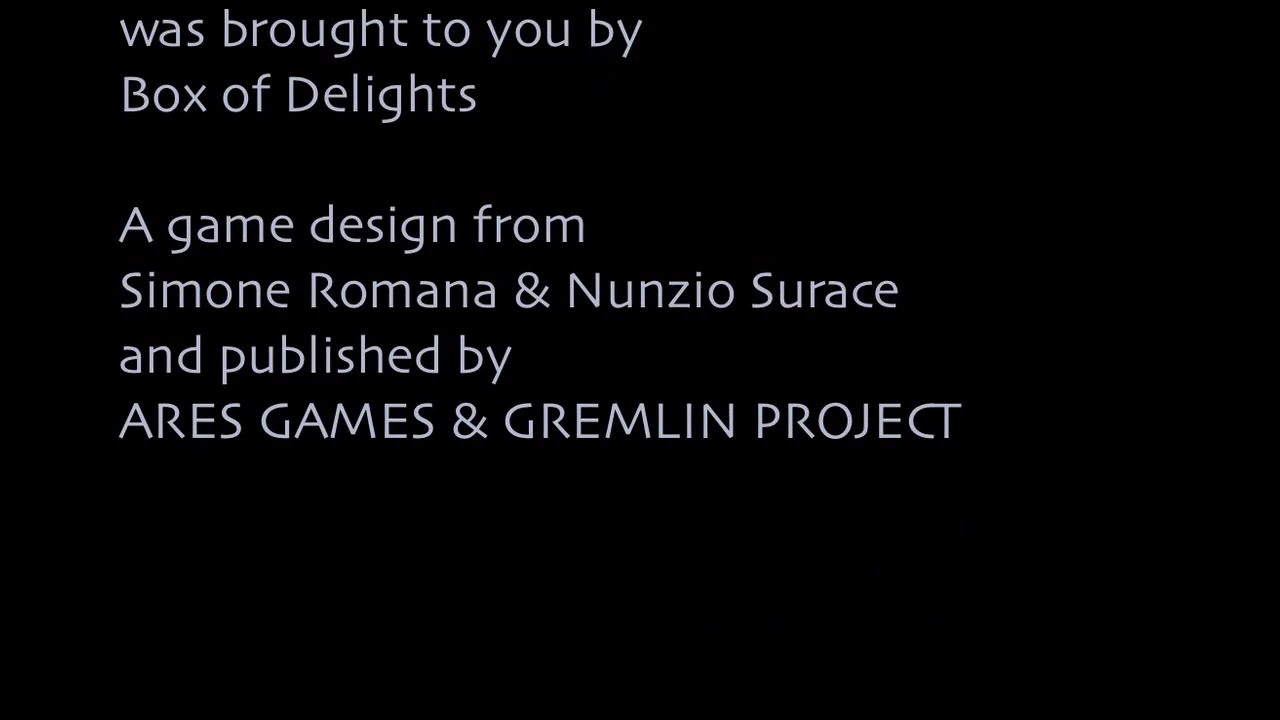 was brought to you by
Box of Delights
A game design from
Simone Romana & Nunzio Surace
and published by
ARES GAMES & GREMLIN PROJECT